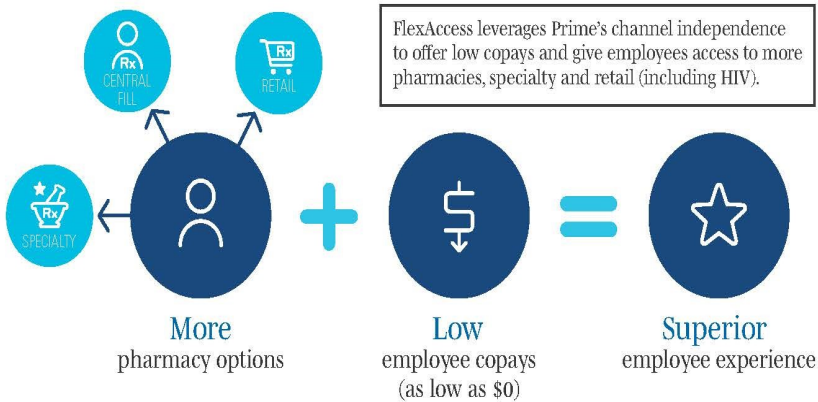 FlexAccess leverages Prime's channel independence
to offer low copays and give employees access to more
pharmacies, specialty and retail (including HIV).
Rx
CENTRAL
FILL
Rx
RETAIL
Rx
SPECIALTY
More
pharmacy options
Low
employee copays
(as low as $0)
Superior
employee experience